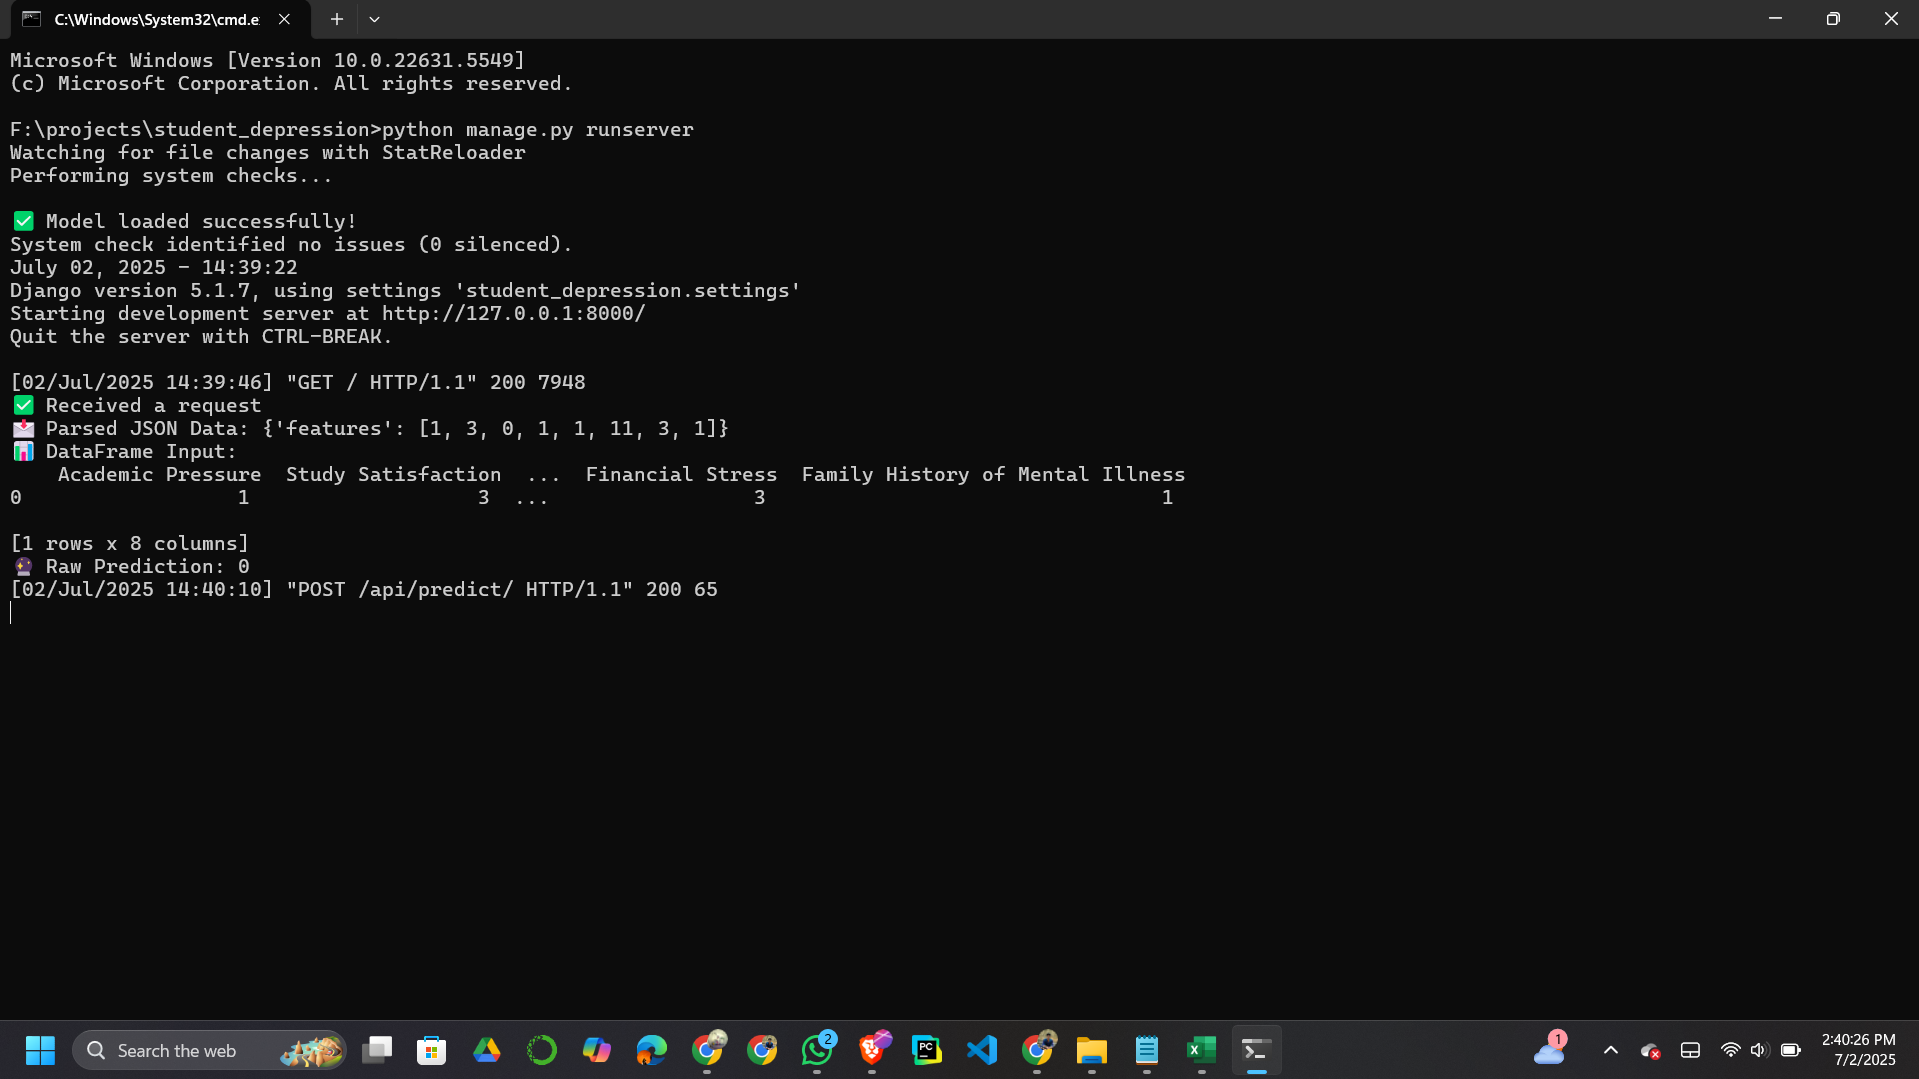 C:\Windows\System32\cmd.e
Microsoft Windows [Version 10.0.22631.5549]
(c) Microsoft Corporation. All rights reserved.
F:\projects\student_depression>python manage.py runserver
Watching for file changes with StatReloader
Performing system checks...
✅ Model loaded successfully!
System check identified no issues (0 silenced).
July 02, 2025 - 14:39:22
Django version 5.1.7, using settings 'student_depression.settings'
Starting development server at http://127.0.0.1:8000/
Quit the server with CTRL-BREAK.
[02/Jul/2025 14:39:46] "GET / HTTP/1.1" 200 7948
✅ Received a request
📩 Parsed JSON Data: {'features': [1, 3, 0, 1, 1, 11, 3, 1]}
📊 DataFrame Input:
Academic Pressure  Study Satisfaction  ...  Financial Stress  Family History of Mental Illness
0                  1                   3  ...                 3                                 1
[1 rows x 8 columns]
🔮 Raw Prediction: 0
[02/Jul/2025 14:40:10] "POST /api/predict/ HTTP/1.1" 200 65
Search the web
2
PC
1
2:40:26 PM
7/2/2025